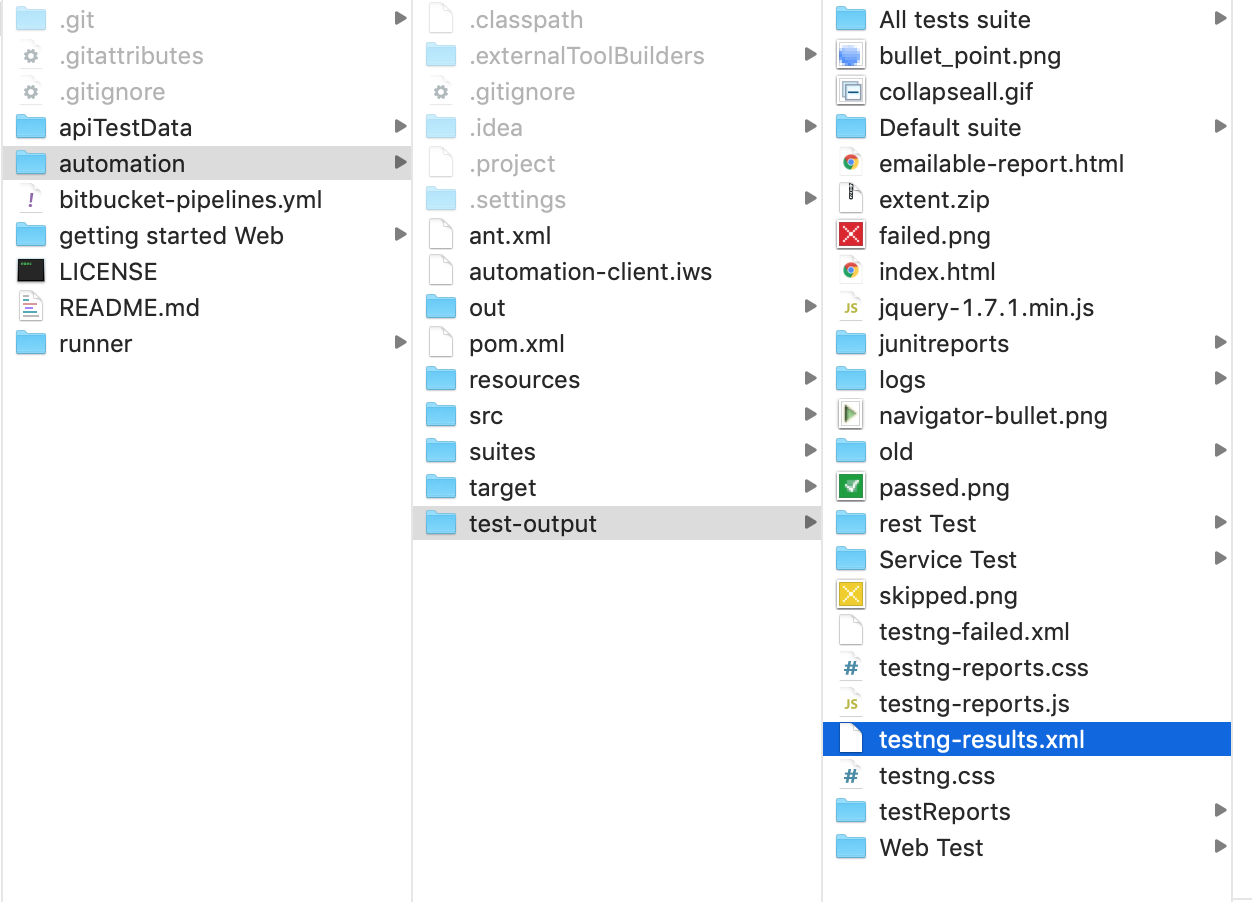 .git
.gitattributes
.gitignore
apiTestData
automation
bitbucket-pipelines.yml
getting started Web
LICENSE
README.md
runner
.classpath
.externalToolBuilders
.gitignore
.idea
.project
.settings
ant.xml
automation-client.iws
out
pom.xml
resources
src
suites
target
test-output
All tests suite
bullet_point.png
collapseall.gif
Default suite
emailable-report.html
extent.zip
failed.png
index.html
JS
jquery-1.7.1.min.js
junitreports
logs
navigator-bullet.png
old
passed.png
rest Test
Service Test
skipped.png
testng-failed.xml
#
testng-reports.css
JS
testng-reports.js
testng-results.xml
#
testng.css
testReports
Web Test